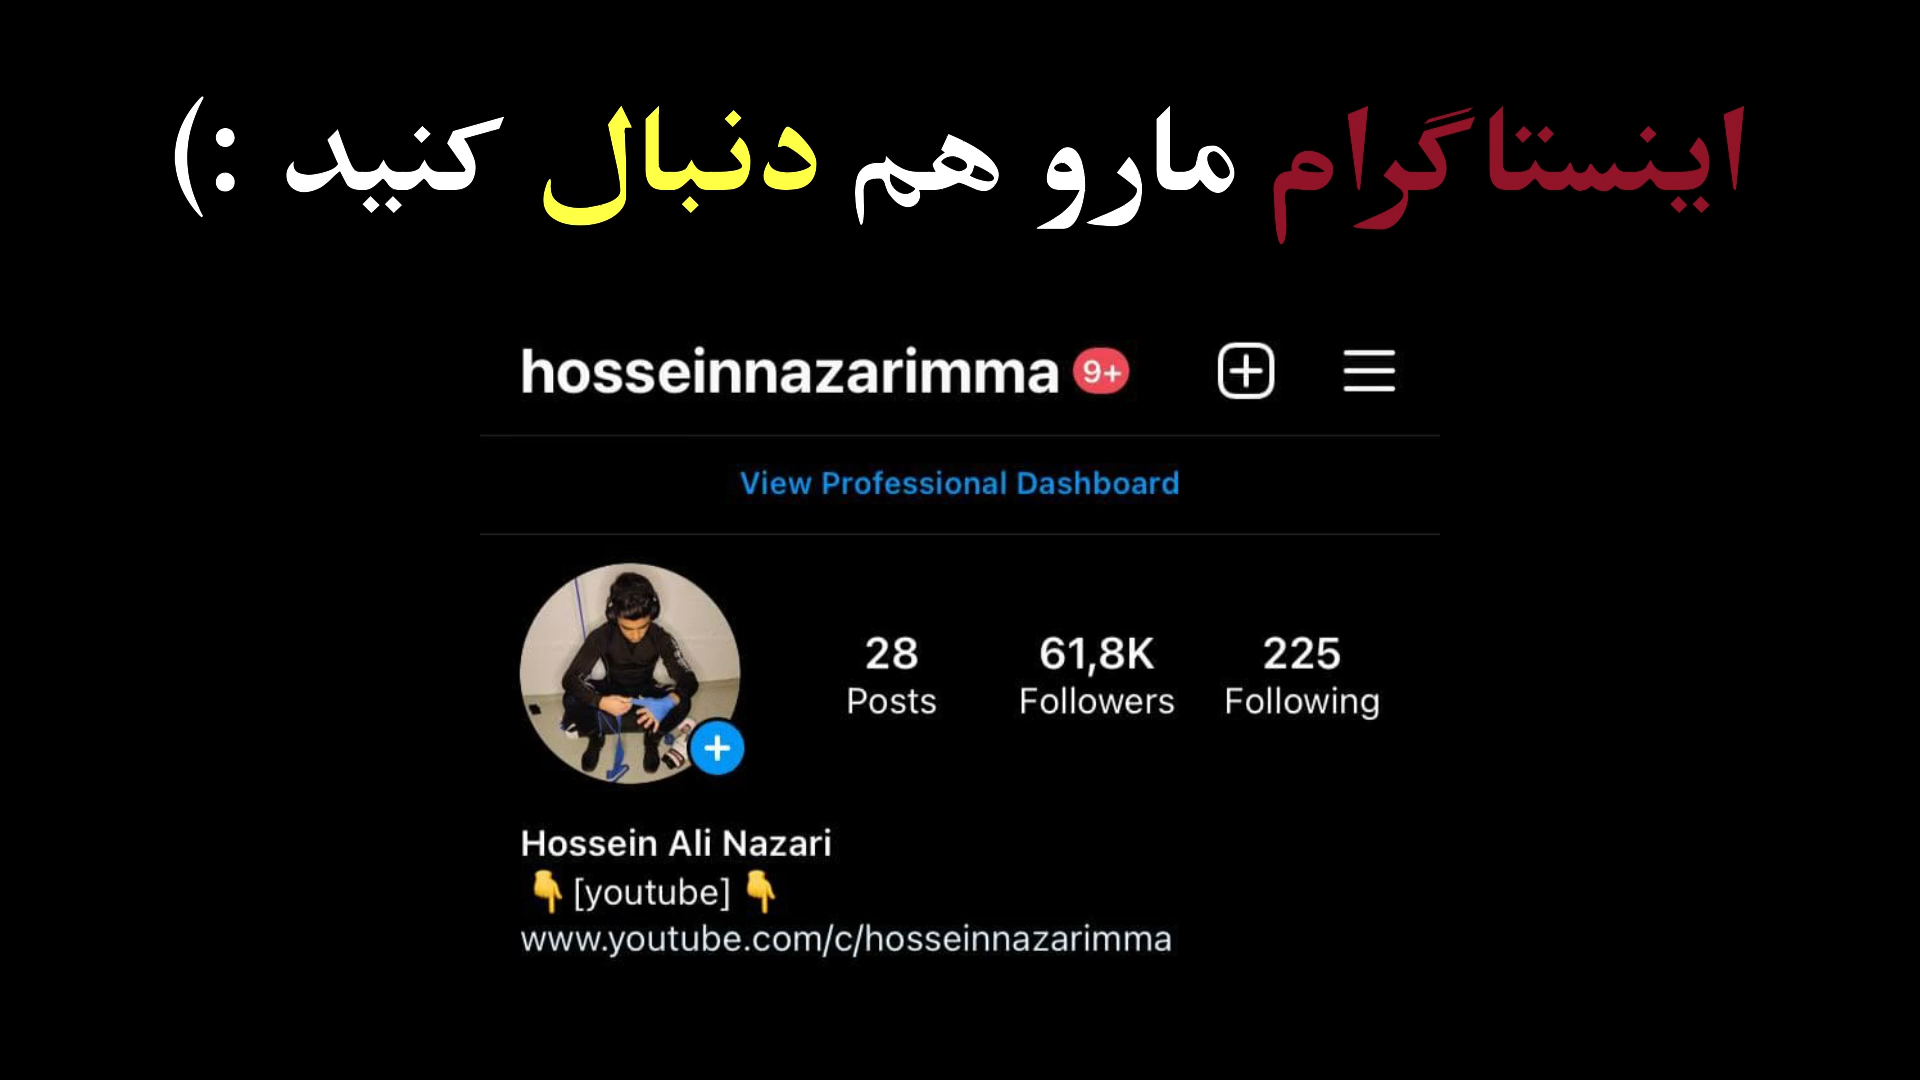 اینستاگرام مارو هم دنبال کنید :)
hosseinnazarimma 9+
View Professional Dashboard
28 61,8K 225
Posts Followers Following
Hossein Ali Nazari
👇 [youtube] 👇
www.youtube.com/c/hosseinnazarimma